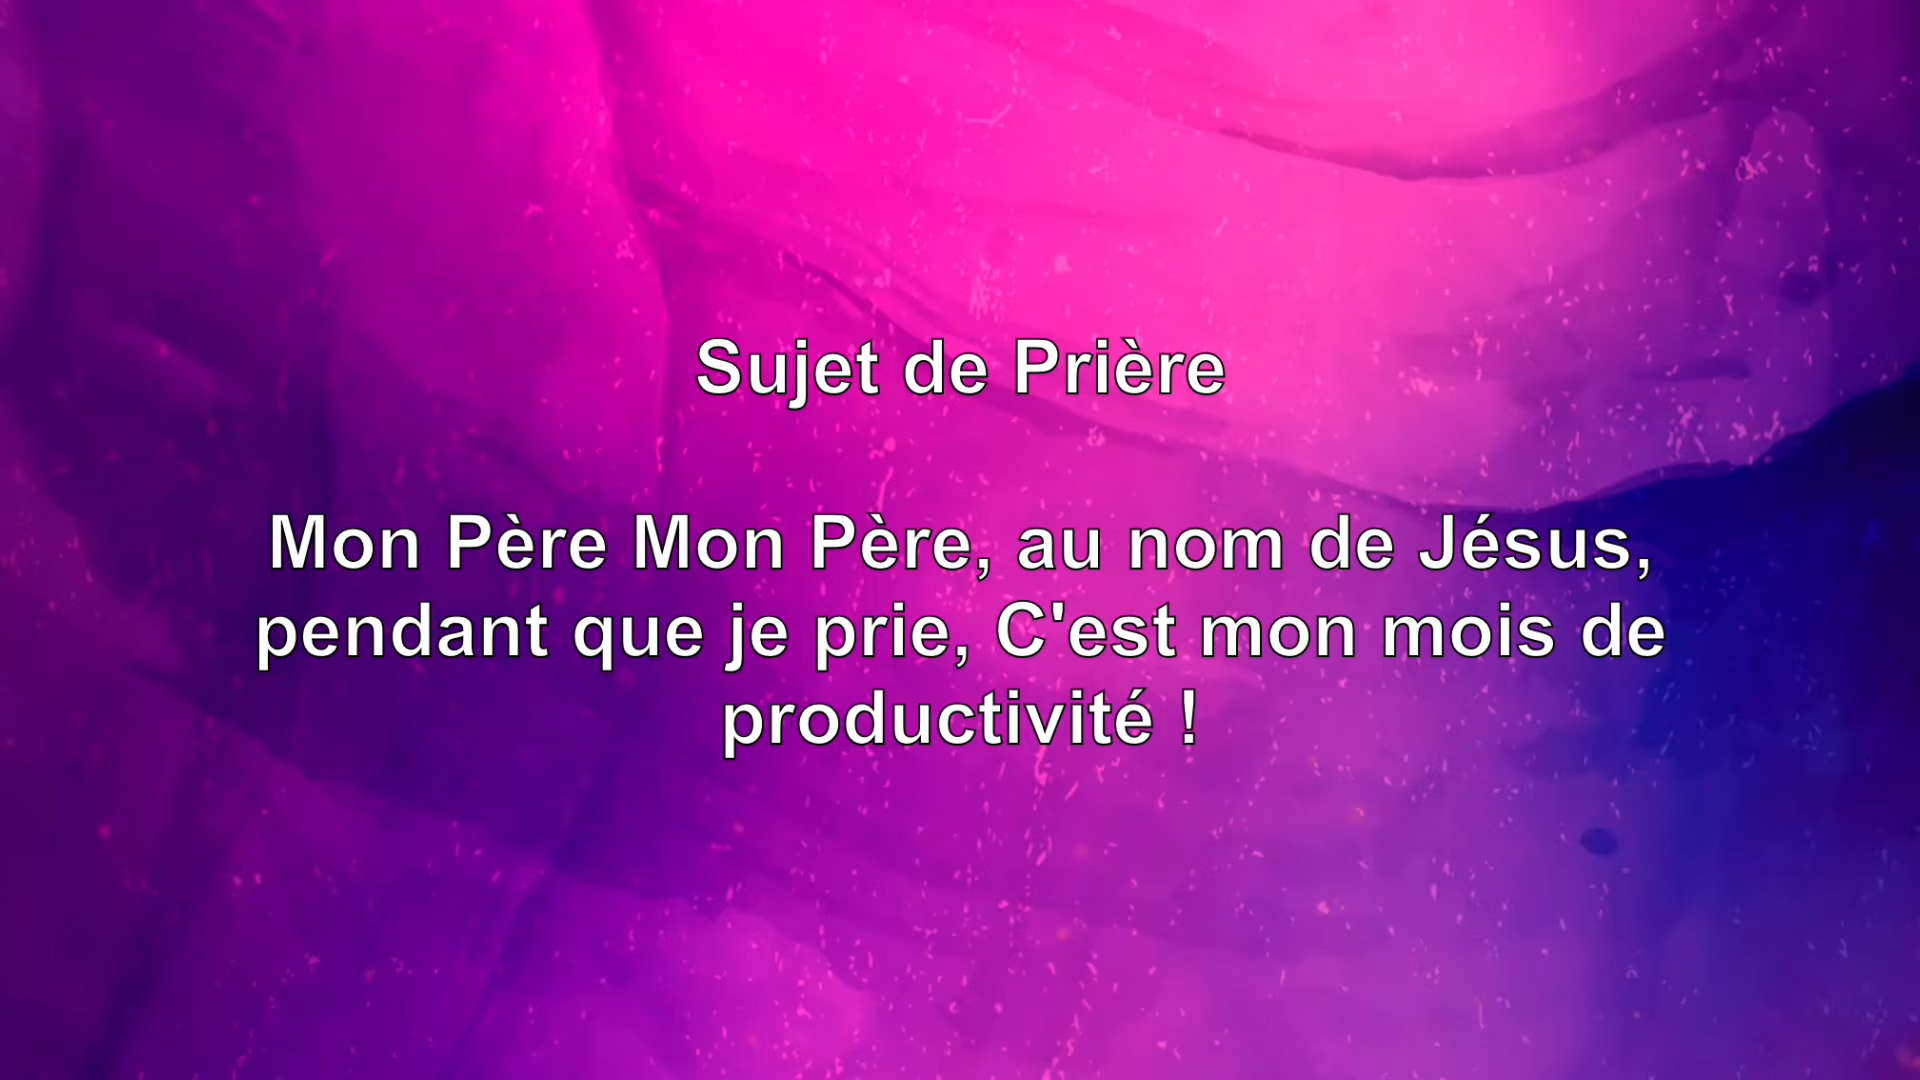 Sujet de Prière
Mon Père Mon Père, au nom de Jésus,
pendant que je prie, C'est mon mois de
productivité !